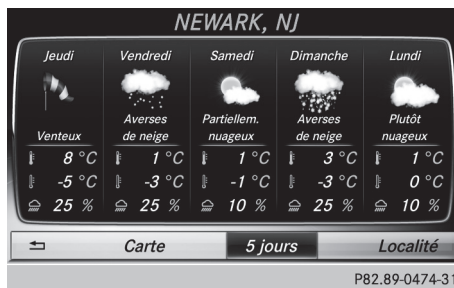 NEWARK, NJ
Jeudi Vendredi Samedi Dimanche Lundi
Averses Partiellem. Averses Plutôt
Venteux de neige nuageux de neige nuageux
8 °C 1 °C 1 °C 3 °C 1 °C
-5 °C -3 °C -1 °C -3 °C 0 °C
25 % 25 % 10 % 25 % 10 %
Carte 5 jours Localité
P82.89-0474-31